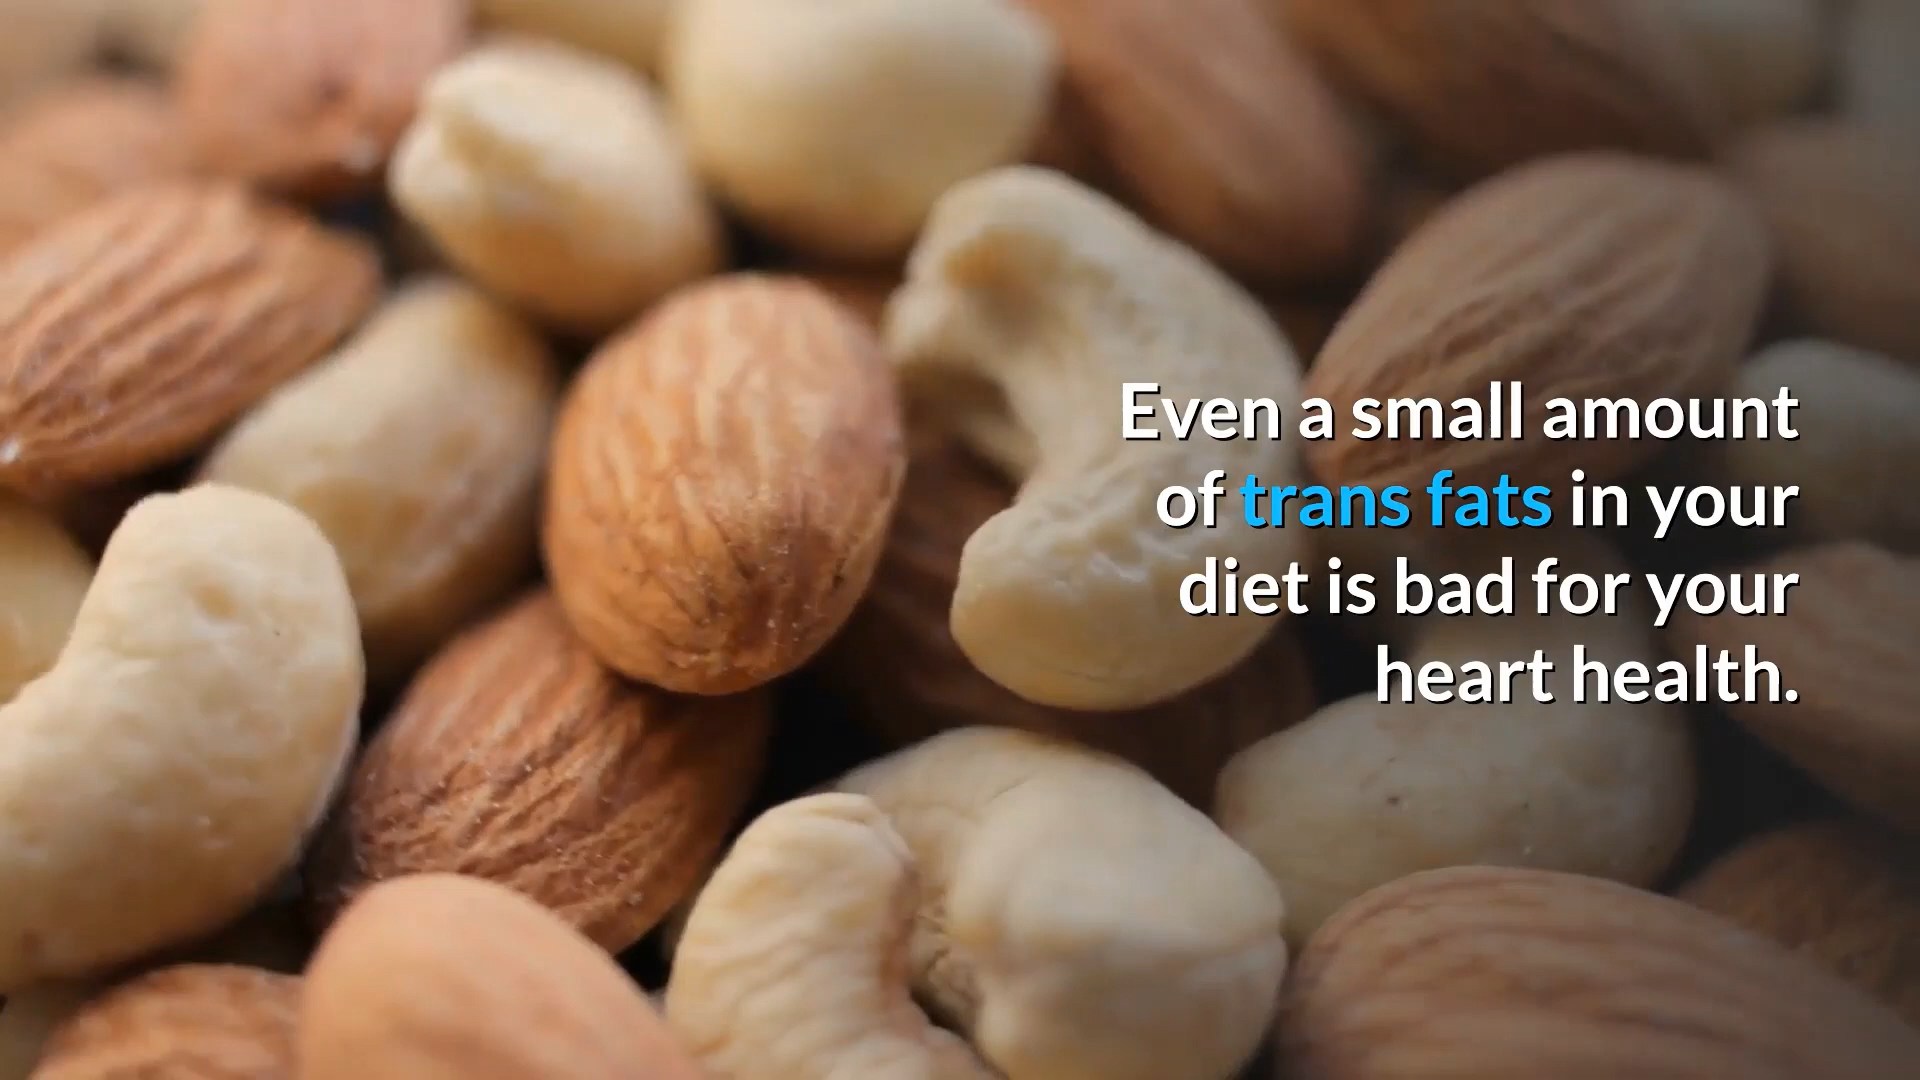 Even a small amount
of trans fats in your
diet is bad for your
heart health.